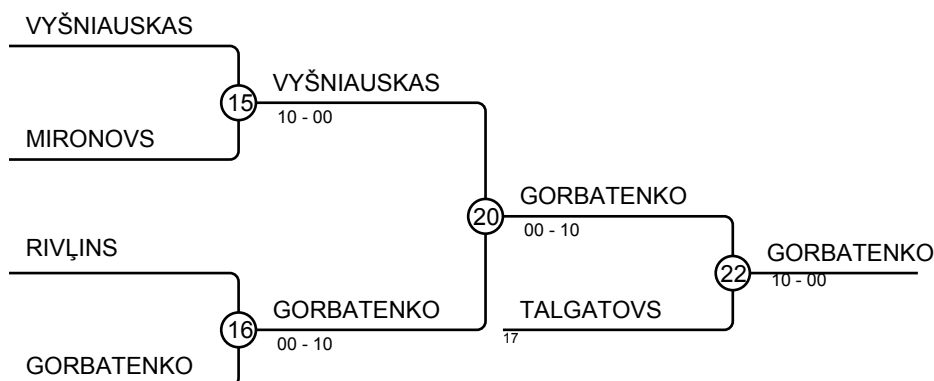 VYŠNIAUSKAS
15
VYŠNIAUSKAS
10 - 00
MIRONOVS
20
GORBATENKO
00 - 10
RIVĻINS
22
GORBATENKO
10 - 00
16
GORBATENKO
00 - 10
TALGATOVS
17
GORBATENKO